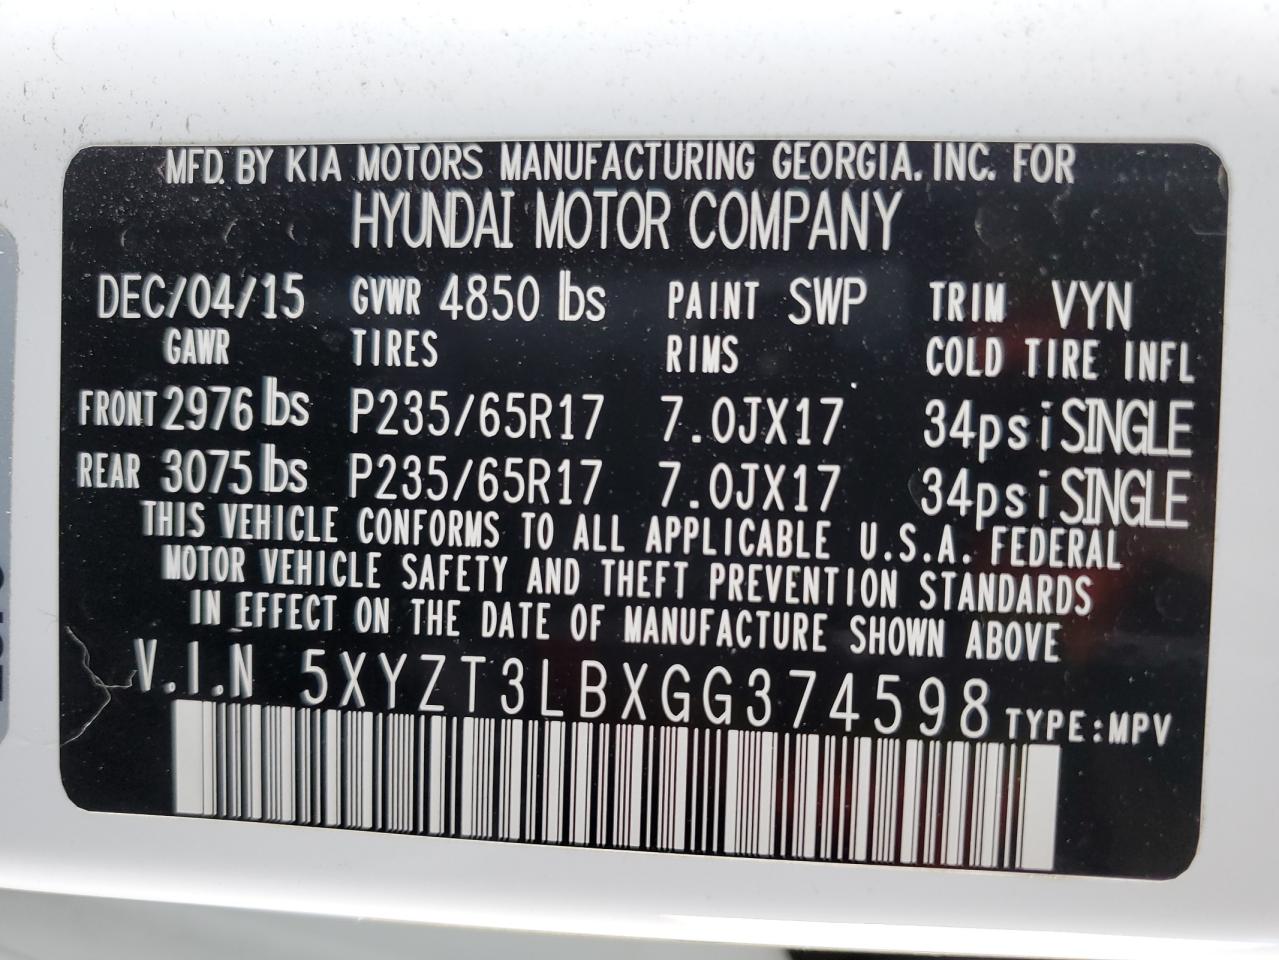 MFD. BY KIA MOTORS MANUFACTURING GEORGIA. INC. FOR
HYUNDAI MOTOR COMPANY
DEC/04/15 GVWR 4850 lbs PAINT SWP TRIM VYN
GAWR TIRES RIMS COLD TIRE INFL
FRONT 2976 lbs P235/65R17 7.0JX17 34psi SINGLE
REAR 3075 lbs P235/65R17 7.0JX17 34psi SINGLE
THIS VEHICLE CONFORMS TO ALL APPLICABLE U.S.A. FEDERAL
MOTOR VEHICLE SAFETY AND THEFT PREVENTION STANDARDS
IN EFFECT ON THE DATE OF MANUFACTURE SHOWN ABOVE
V.I.N 5XYZT3LBXGG374598 TYPE:MPV